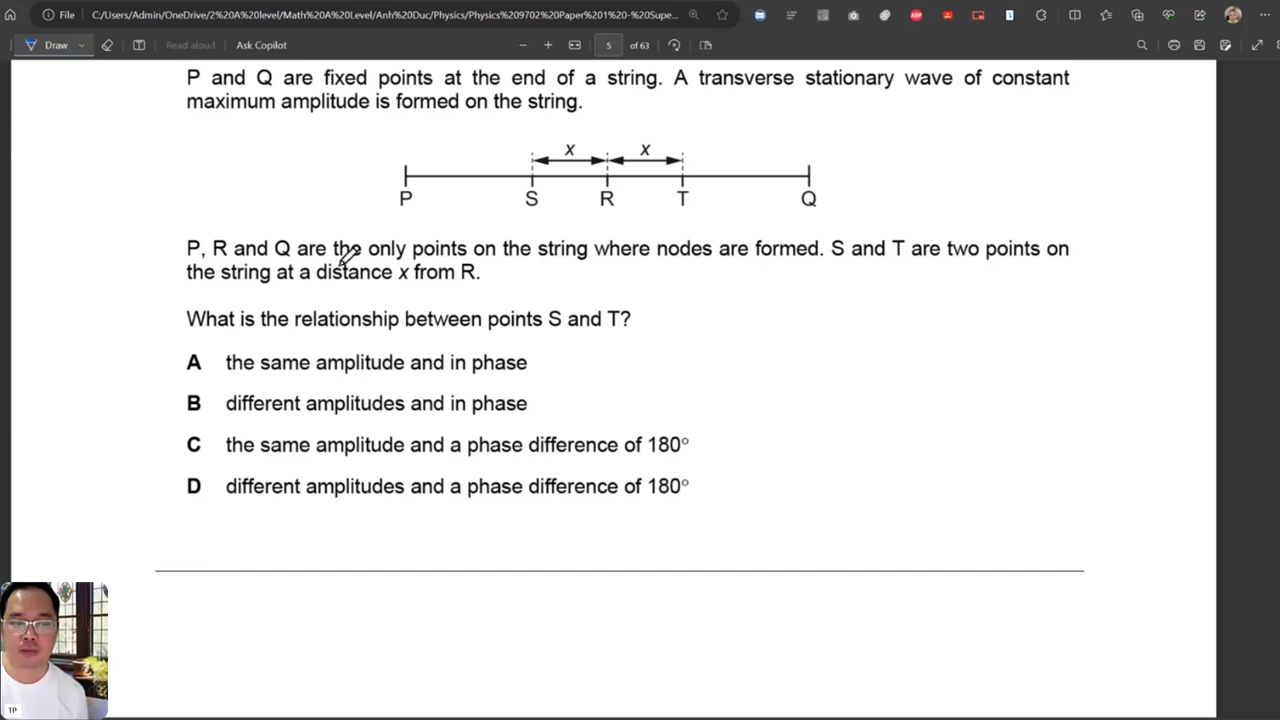 File
C:/Users/Admin/OneDrive/2%20A%20level/Math%20A%20Level/Anh%20Duc/Physics/Physics%209702%20Paper%201%20-%20Supe...
Draw
Read aloud
Ask Copilot
5
of 63
P and Q are fixed points at the end of a string. A transverse stationary wave of constant
maximum amplitude is formed on the string.
x x
P S R T Q
P, R and Q are the only points on the string where nodes are formed. S and T are two points on
the string at a distance x from R.
What is the relationship between points S and T?
A the same amplitude and in phase
B different amplitudes and in phase
C the same amplitude and a phase difference of 180°
D different amplitudes and a phase difference of 180°
TP